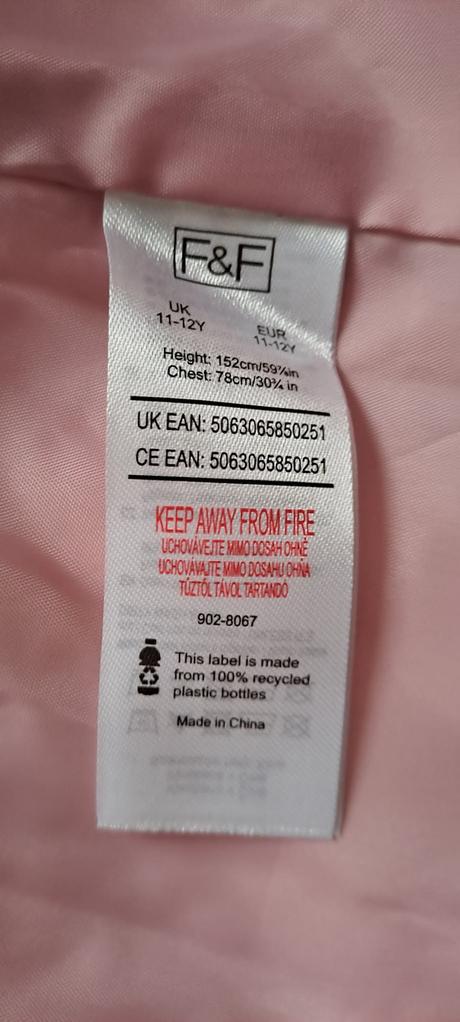 F&F
UK
11-12Y
EUR
11-12Y
Height: 152cm/59⅞in
Chest: 78cm/30¾ in
UK EAN: 5063065850251
CE EAN: 5063065850251
KEEP AWAY FROM FIRE
UCHOVÁVEJTE MIMO DOSAH OHNĚ
UCHOVÁVAJTE MIMO DOSAHU OHŇA
TŰZTŐL TÁVOL TARTANDÓ
902-8067
This label is made
from 100% recycled
plastic bottles
Made in China